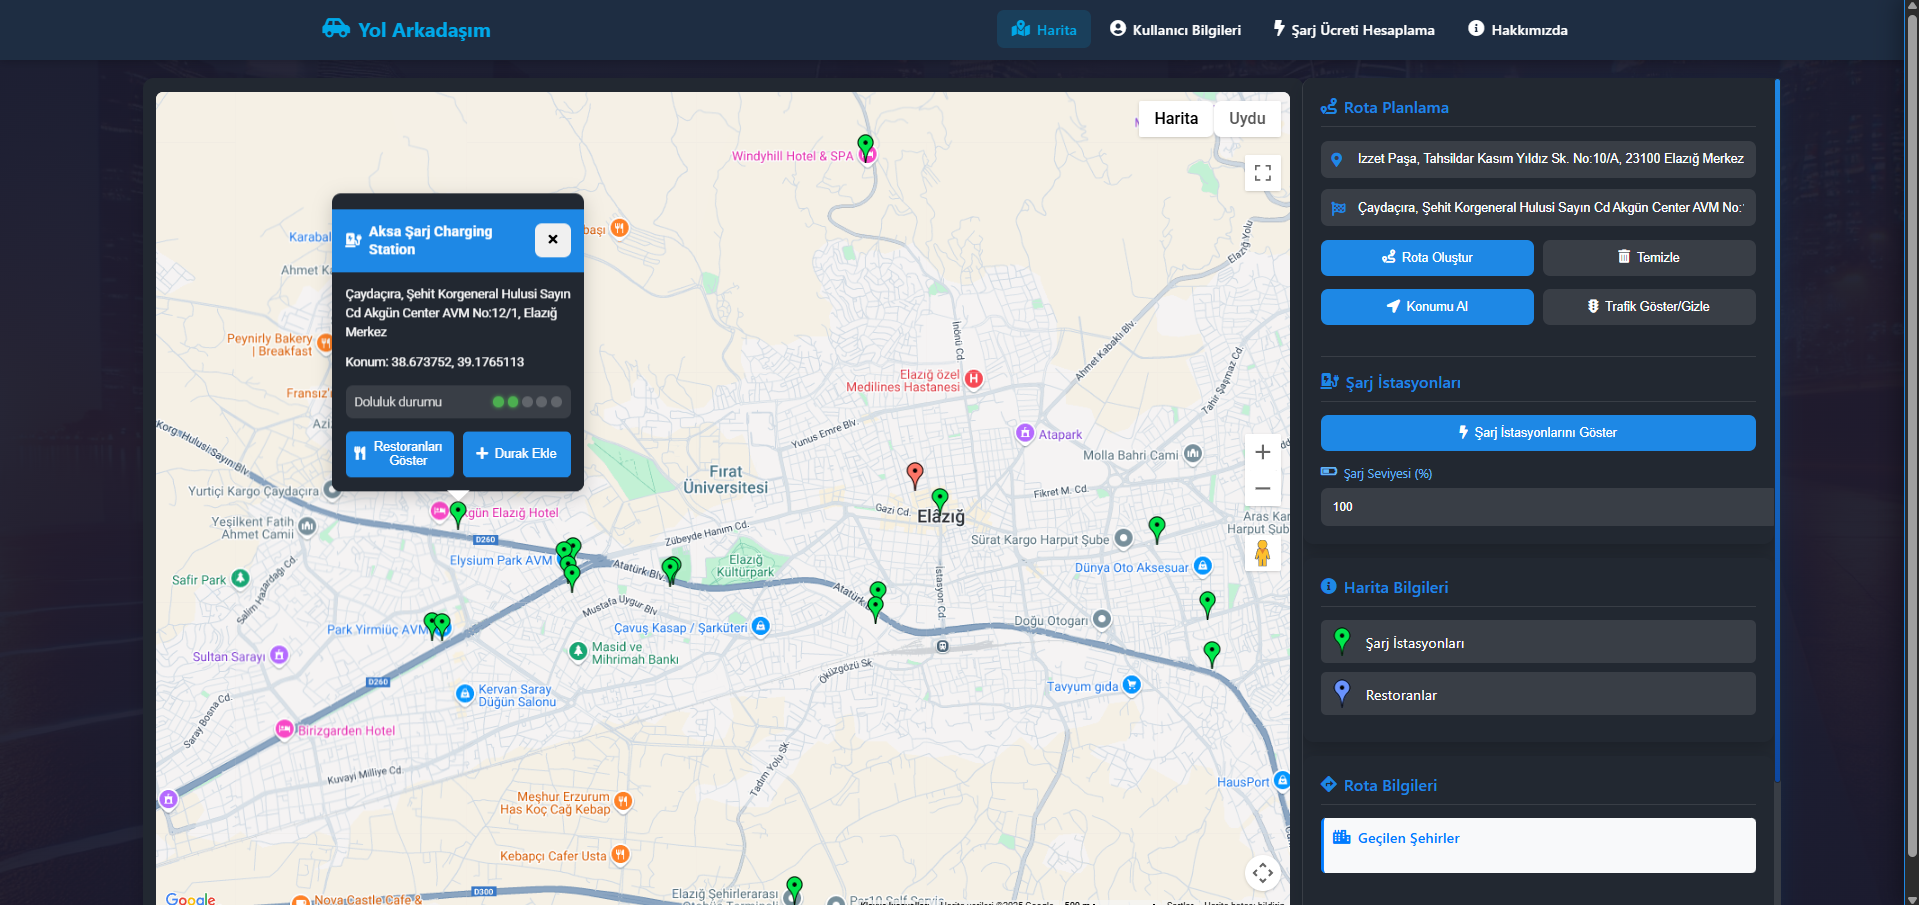 Yol Arkadaşım
Harita
Kullanıcı Bilgileri
Şarj Ücreti Hesaplama
Hakkımızda
Harita
Uydu
Windyhill Hotel & SPA
Aksa Şarj Charging
Station
Çaydaçıra, Şehit Korgeneral Hulusi Sayın
Cd Akgün Center AVM No:12/1, Elazığ
Merkez
Konum: 38.673752, 39.1765113
Doluluk durumu
Restoranları
Göster
Durak Ekle
Karabal
başı
Ahmet K
Peynirly Bakery
| Breakfast
Fransız'
Azi
Korg. Hulusi Sayın Blv.
Yurtiçi Kargo Çaydaçıra
Yeşilkent Fatih
Ahmet Camii
Safir Park
Salim Hazardağı Cd.
kgün Elazığ Hotel
D260
Elysium Park AVM
Park Yirmiüç AVM
Sultan Sarayı
D260
Saray Bosna Cd.
Birizgarden Hotel
Kuvayi Milliye Cd
Kervan Saray
Düğün Salonu
Masid ve
Mihrimah Bankı
Çavuş Kasap / Şarküteri
Mustafa Uygur Blv
Atatürk Blv
Zübeyde Hanım Cd.
Elazığ
Kültürpark
Fırat
Üniversitesi
Yunus Emre Blv
İnönü Cd
Ahmet Kabaklı Blv.
Elazığ Yolu
Tahir Şaşmaz Cd.
Elazığ özel
Medilines Hastanesi
Atapark
Molla Bahri Cami
Fikret M. Cd.
Gazi Cd.
Elâzığ
Sürat Kargo Harput Şube
Aras Kar
Harput Şub
Dünya Oto Aksesuar
İstasyon Cd
Atatürk
Doğu Otogarı
Öküzgözü Sk
Tavyum gıda
Tadım Yolu Sk
HausPort
Meşhur Erzurum
Has Koç Cağ Kebap
Kebapçı Cafer Usta
D300
Elazığ Şehirlerarası
Nova Castle Cafe &
Google
Rota Planlama
Izzet Paşa, Tahsildar Kasım Yıldız Sk. No:10/A, 23100 Elazığ Merkez
Çaydaçıra, Şehit Korgeneral Hulusi Sayın Cd Akgün Center AVM No:
Rota Oluştur
Temizle
Konumu Al
Trafik Göster/Gizle
Şarj İstasyonları
Şarj İstasyonlarını Göster
Şarj Seviyesi (%)
100
Harita Bilgileri
Şarj İstasyonları
Restoranlar
Rota Bilgileri
Geçilen Şehirler